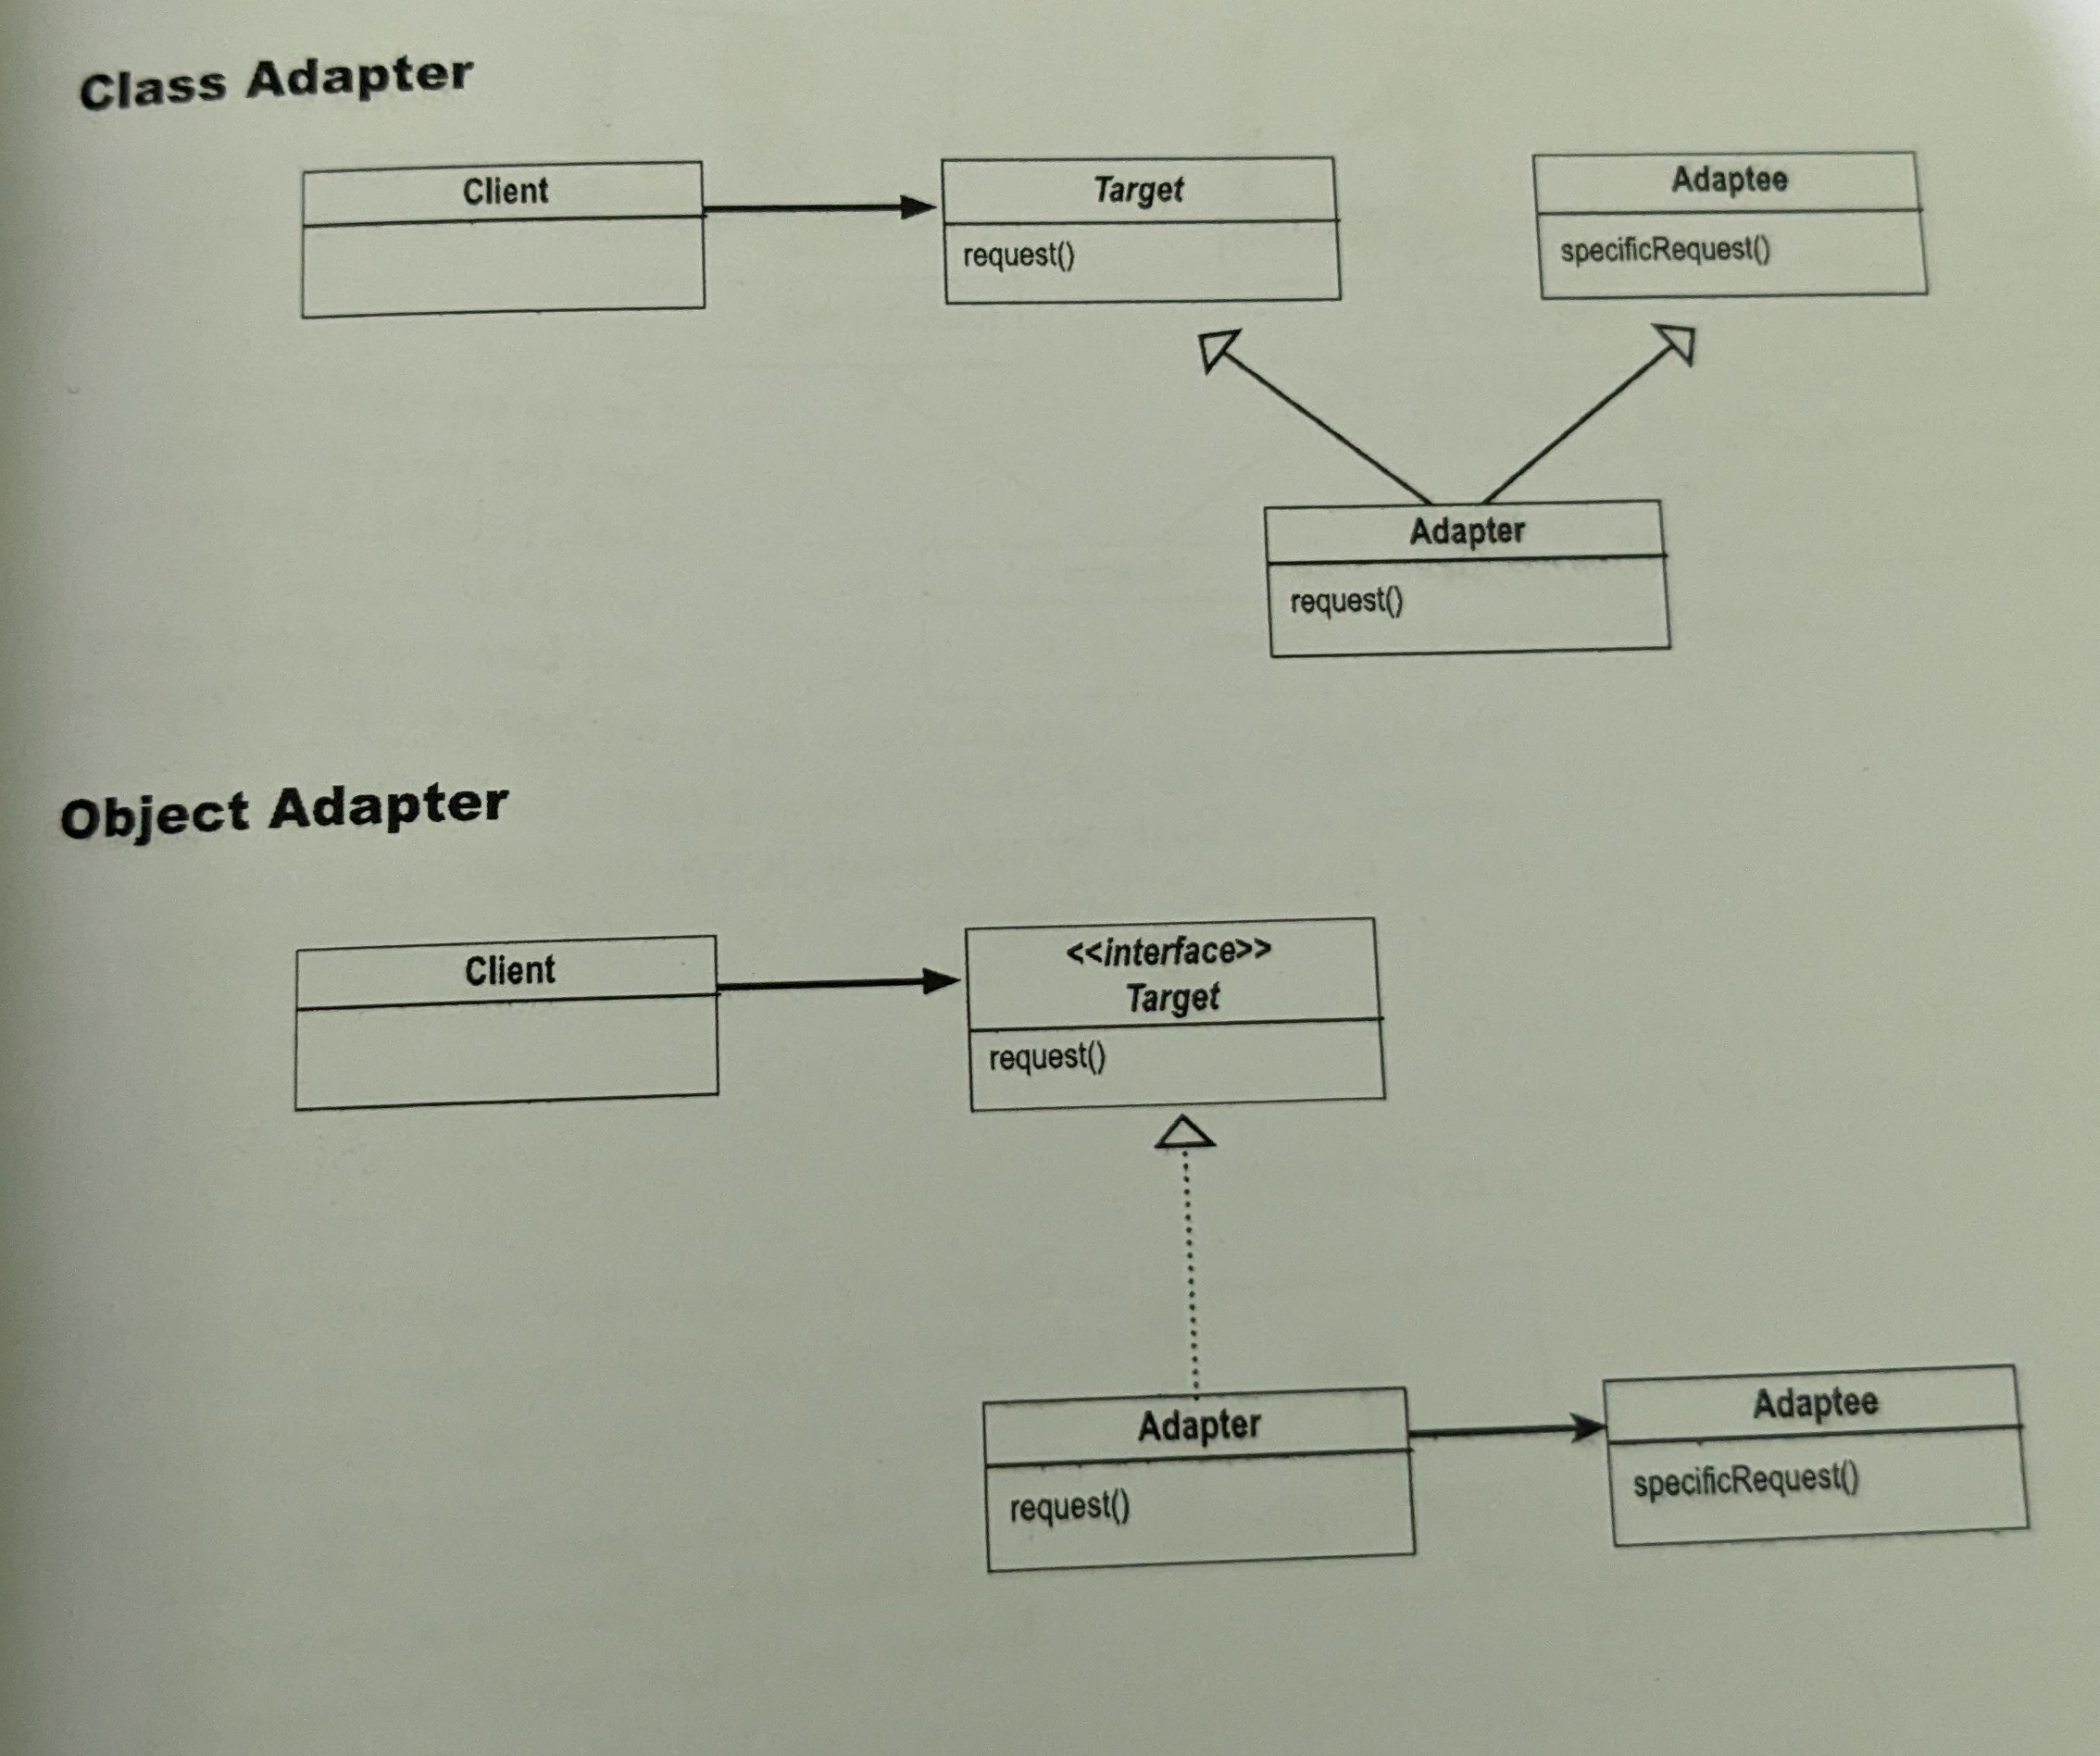 Class Adapter
Client
Target
request()
Adaptee
specificRequest()
Adapter
request()
Object Adapter
Client
<<interface>>
Target
request()
Adapter
request()
Adaptee
specificRequest()